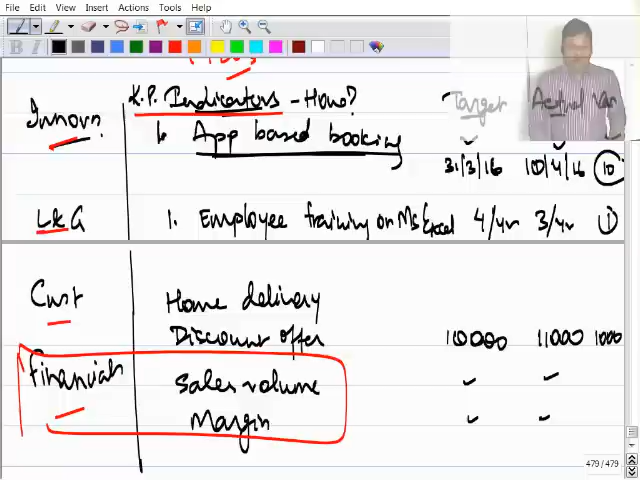 File Edit View Insert Actions Tools Help
K.P. Indicators - How? Target Actual Var
Innovn. 1. App based booking
31/3/16 10/4/16 10
L & G 1. Employee training on Ms Excel 4/yr 3/yr 1
Cust Home delivery
Discount offer 10000 11000 1000
Financials Sales volume
Margin
479 / 479